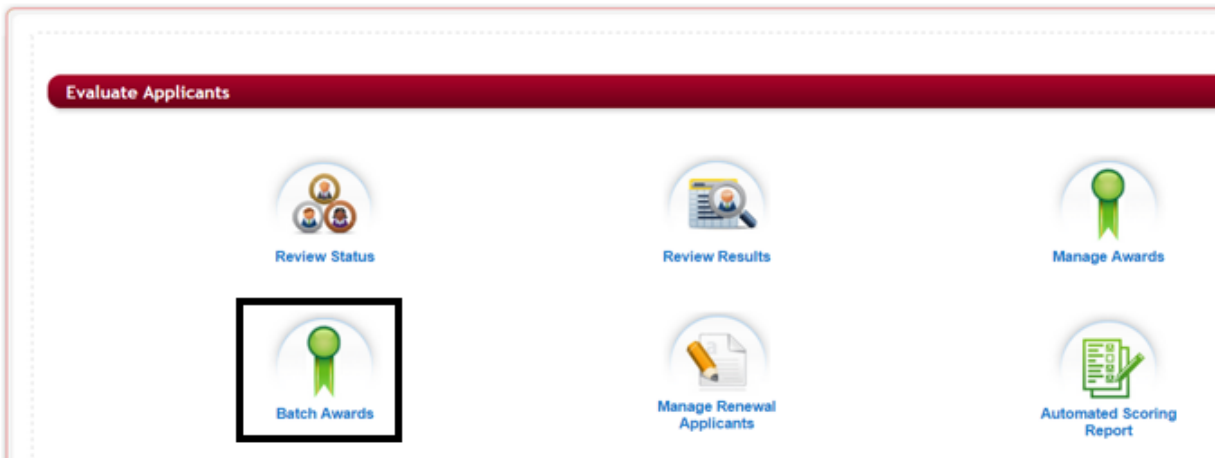 Evaluate Applicants
Review Status
Review Results
Manage Awards
Batch Awards
Manage Renewal
Applicants
Automated Scoring
Report